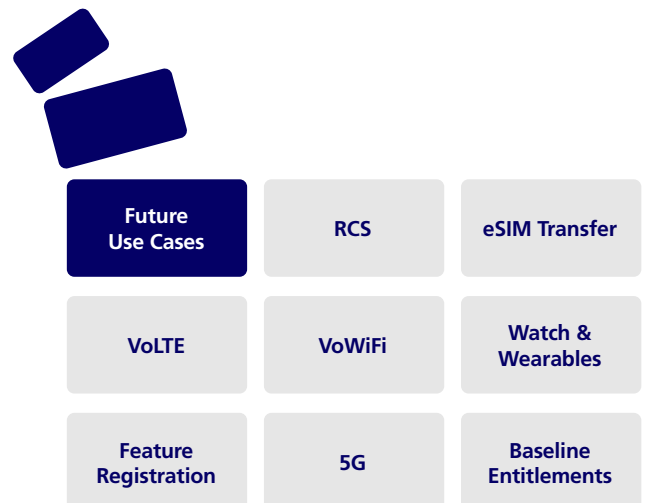 Future
Use Cases
RCS
eSIM Transfer
VoLTE
VoWiFi
Watch &
Wearables
Feature
Registration
5G
Baseline
Entitlements